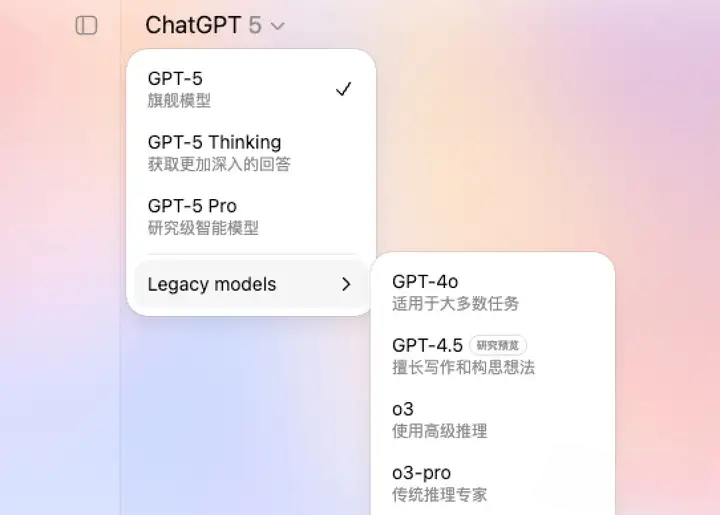 ChatGPT 5
GPT-5
旗舰模型
GPT-5 Thinking
获取更加深入的回答
GPT-5 Pro
研究级智能模型
Legacy models
GPT-4o
适用于大多数任务
GPT-4.5 研究预览
擅长写作和构思想法
o3
使用高级推理
o3-pro
传统推理专家